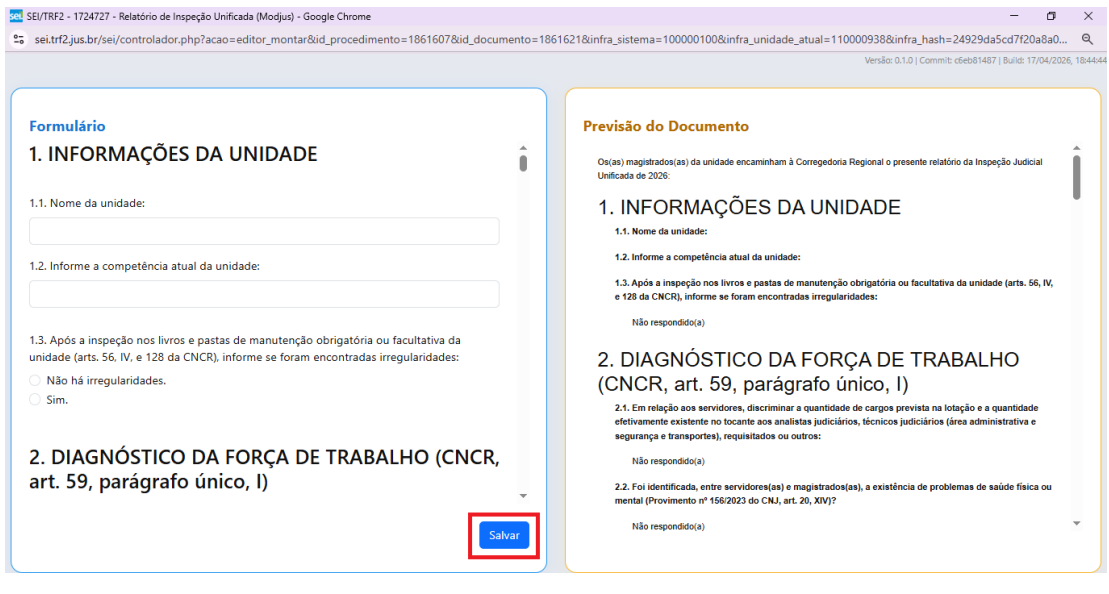 sei SEI/TRF2 - 1724727 - Relatório de Inspeção Unificada (Modjus) - Google Chrome
sei.trf2.jus.br/sei/controlador.php?acao=editor_montar&id_procedimento=1861607&id_documento=1861621&infra_sistema=100000100&infra_unidade_atual=110000938&infra_hash=24929da5cd7f20a8a0...
Versão: 0.1.0 | Commit: c6eb81487 | Build: 17/04/2026, 18:44:44
Formulário
1. INFORMAÇÕES DA UNIDADE
1.1. Nome da unidade:
1.2. Informe a competência atual da unidade:
1.3. Após a inspeção nos livros e pastas de manutenção obrigatória ou facultativa da
unidade (arts. 56, IV, e 128 da CNCR), informe se foram encontradas irregularidades:
Não há irregularidades.
Sim.
2. DIAGNÓSTICO DA FORÇA DE TRABALHO (CNCR,
art. 59, parágrafo único, I)
Salvar
Previsão do Documento
Os(as) magistrados(as) da unidade encaminham à Corregedoria Regional o presente relatório da Inspeção Judicial
Unificada de 2026:
1. INFORMAÇÕES DA UNIDADE
1.1. Nome da unidade:
1.2. Informe a competência atual da unidade:
1.3. Após a inspeção nos livros e pastas de manutenção obrigatória ou facultativa da unidade (arts. 56, IV,
e 128 da CNCR), informe se foram encontradas irregularidades:
Não respondido(a)
2. DIAGNÓSTICO DA FORÇA DE TRABALHO
(CNCR, art. 59, parágrafo único, I)
2.1. Em relação aos servidores, discriminar a quantidade de cargos prevista na lotação e a quantidade
efetivamente existente no tocante aos analistas judiciários, técnicos judiciários (área administrativa e
segurança e transportes), requisitados ou outros:
Não respondido(a)
2.2. Foi identificada, entre servidores(as) e magistrados(as), a existência de problemas de saúde física ou
mental (Provimento nº 156/2023 do CNJ, art. 20, XIV)?
Não respondido(a)